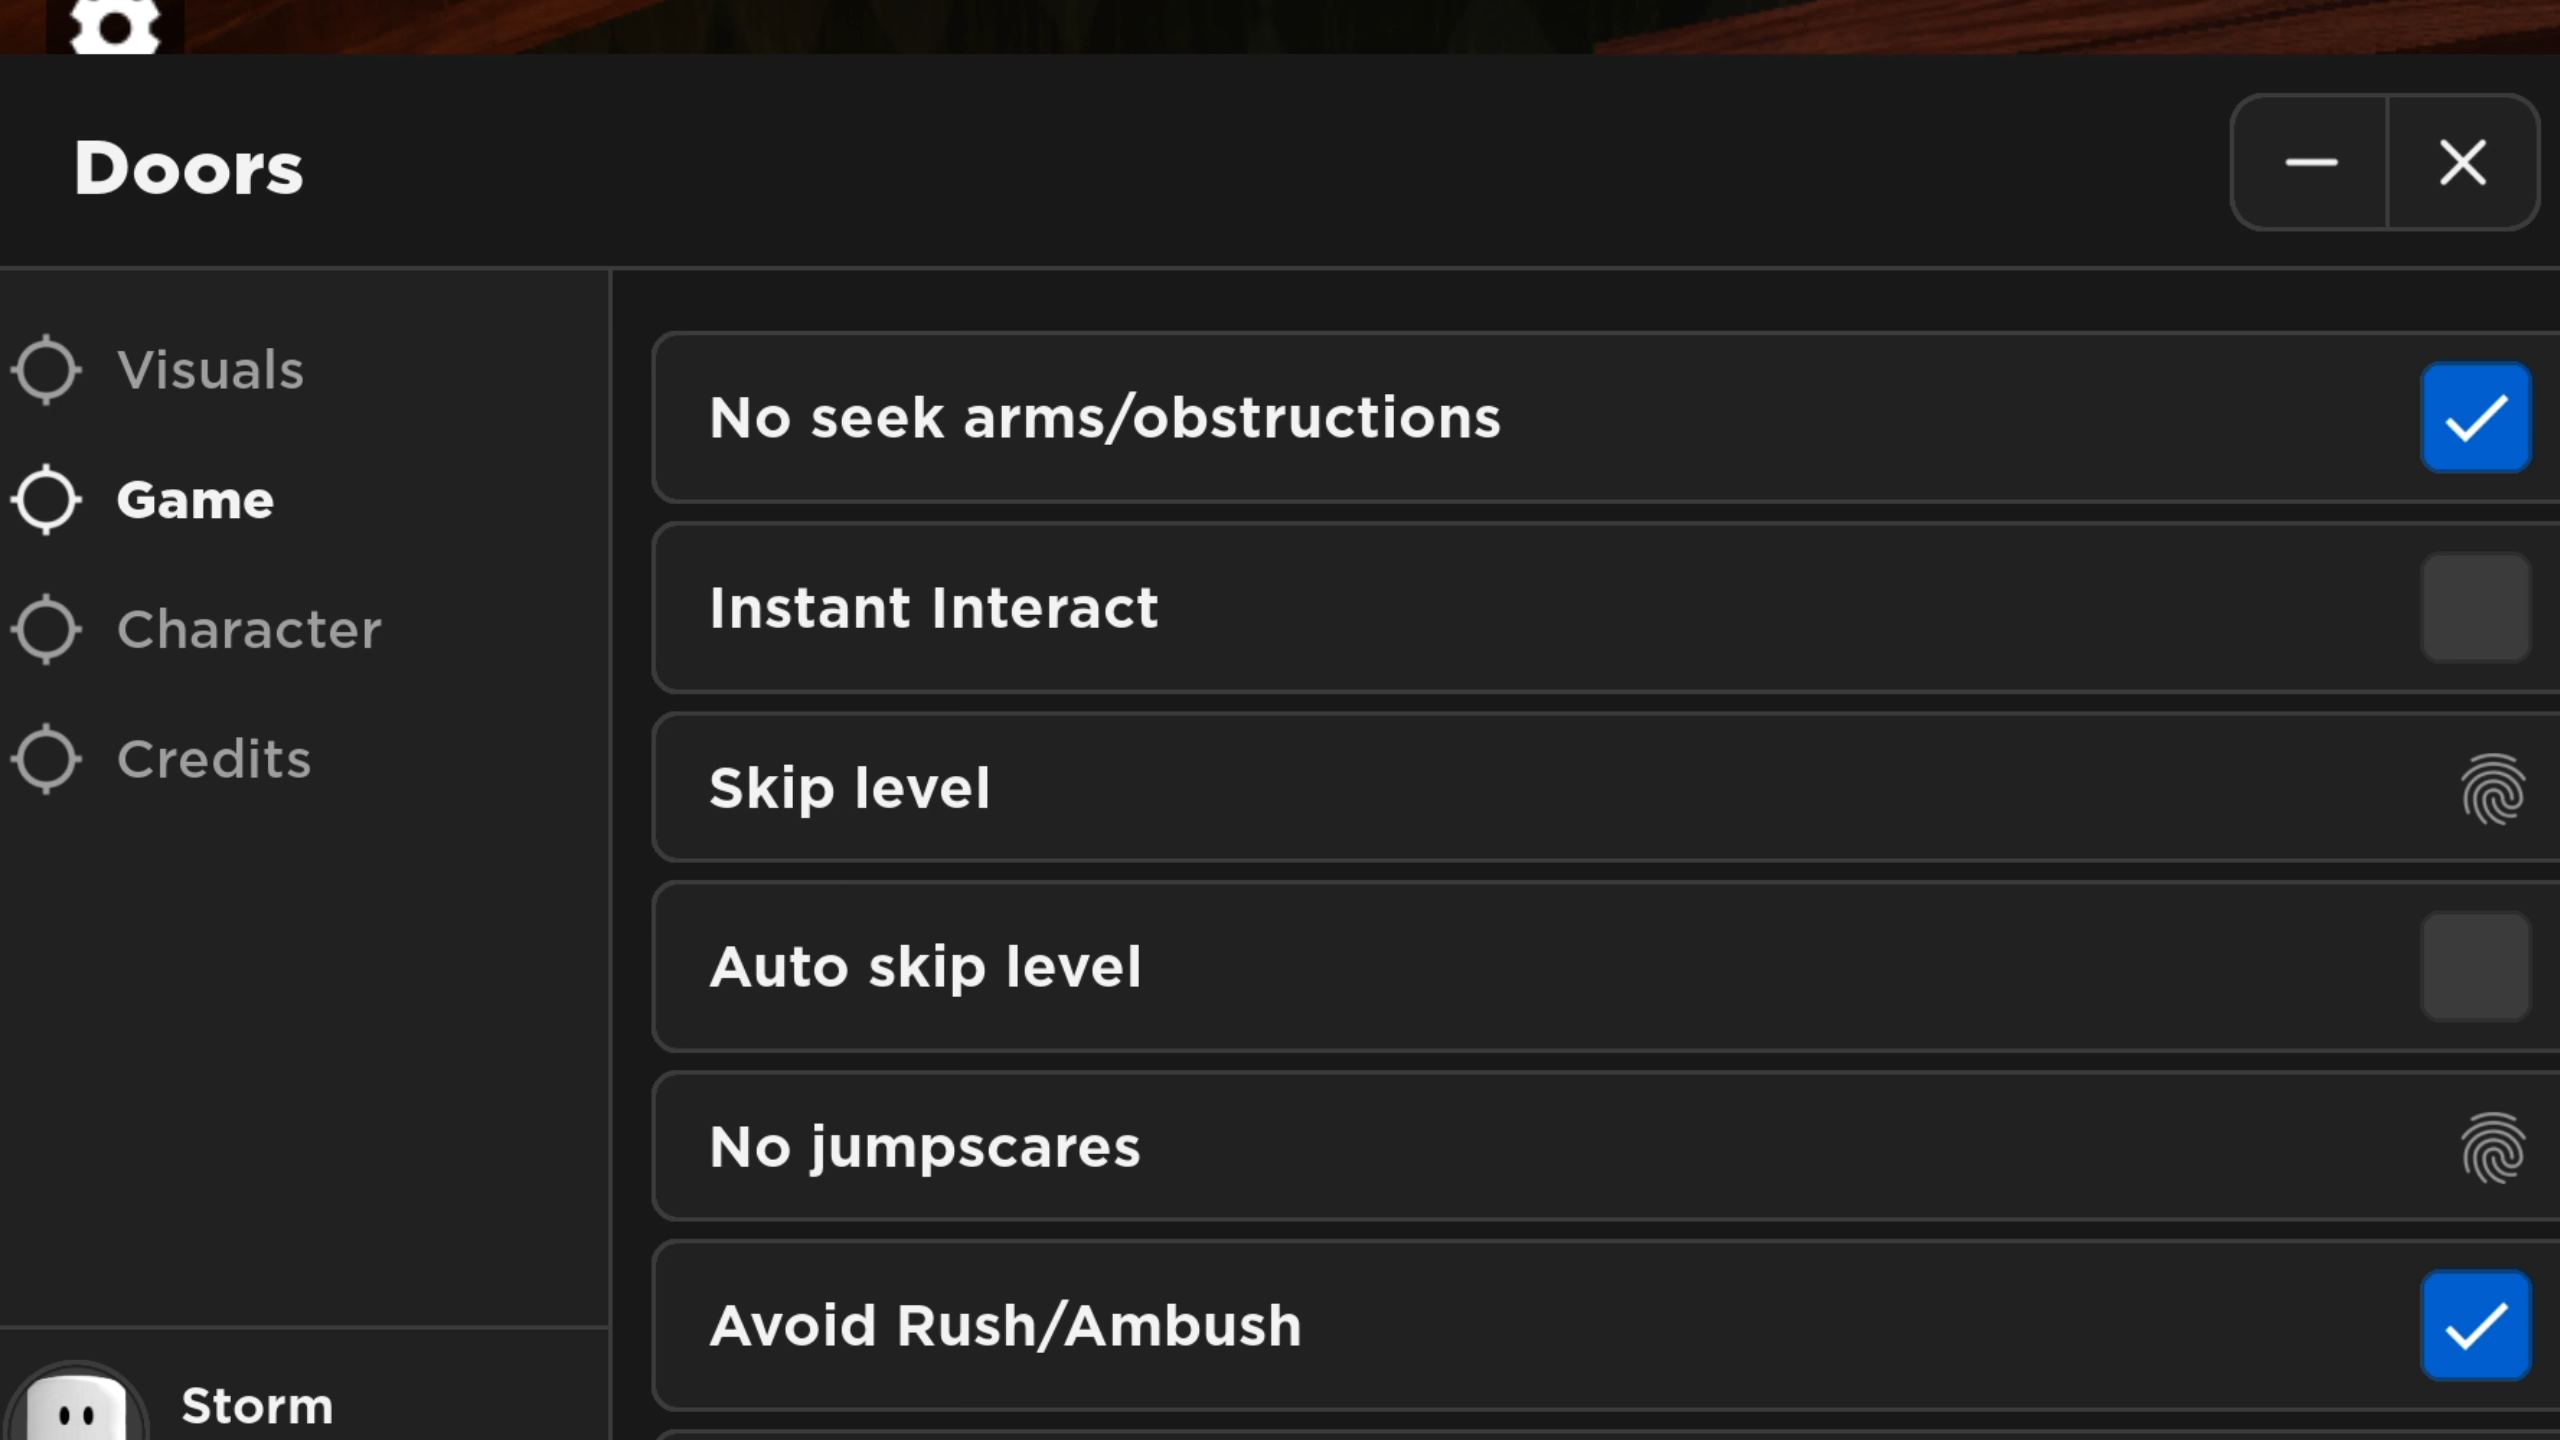 Doors
Visuals
Game
Character
Credits
Storm
No seek arms/obstructions
Instant Interact
Skip level
Auto skip level
No jumpscares
Avoid Rush/Ambush